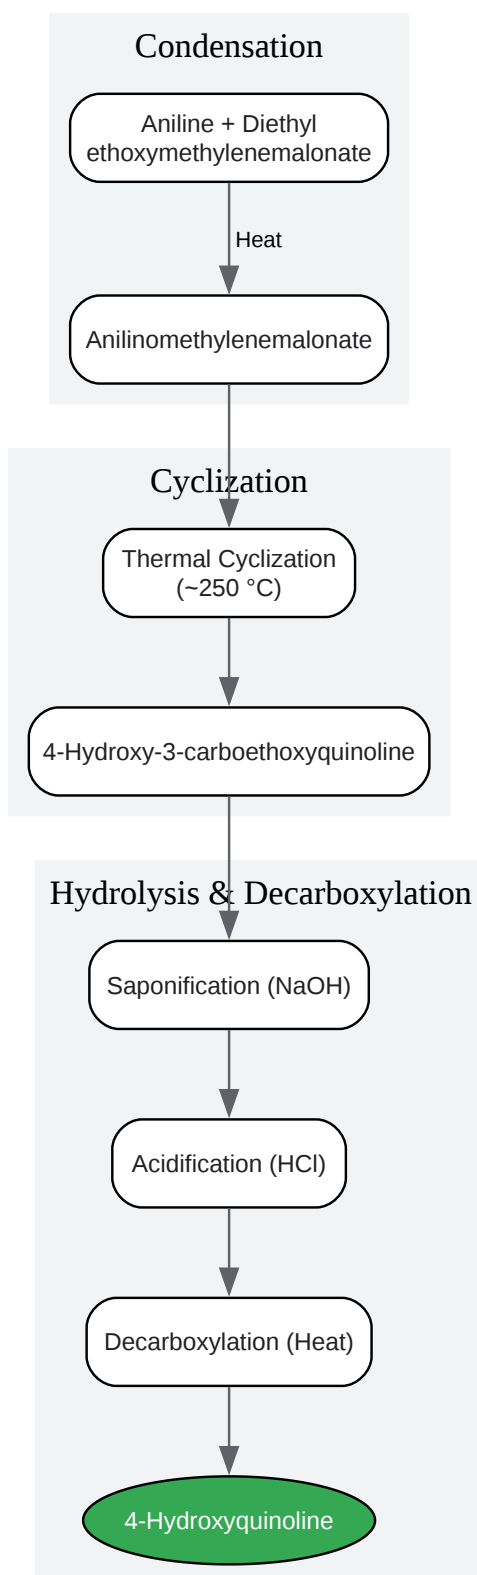 Condensation
Aniline + Diethyl
ethoxymethylenemalonate
Heat
Anilinomethylenemalonate
Cyclization
Thermal Cyclization
(~250 °C)
4-Hydroxy-3-carboethoxyquinoline
Hydrolysis & Decarboxylation
Saponification (NaOH)
Acidification (HCl)
Decarboxylation (Heat)
4-Hydroxyquinoline